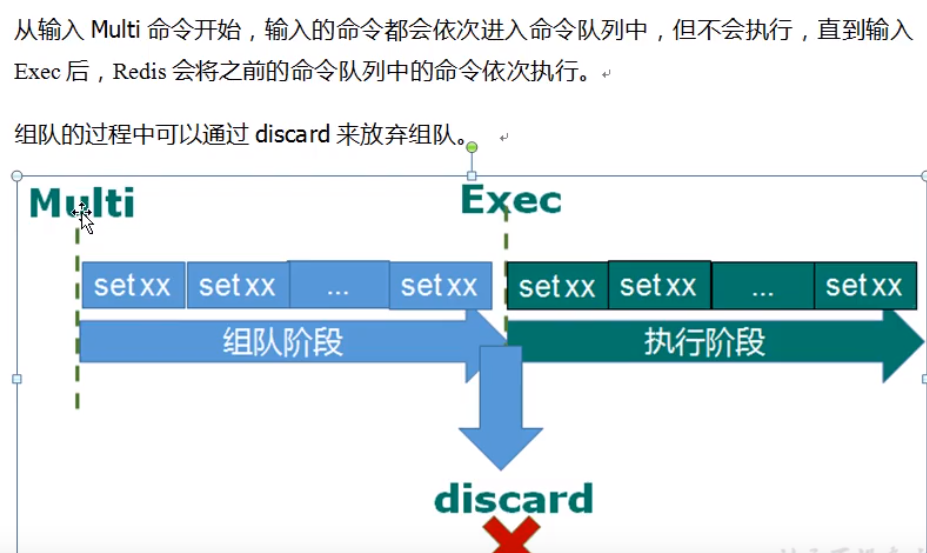 从输入 Multi 命令开始，输入的命令都会依次进入命令队列中，但不会执行，直到输入
Exec 后，Redis 会将之前的命令队列中的命令依次执行。
组队的过程中可以通过 discard 来放弃组队。
Multi
Exec
set xx set xx ... set xx set xx set xx ... set xx
组队阶段 执行阶段
discard